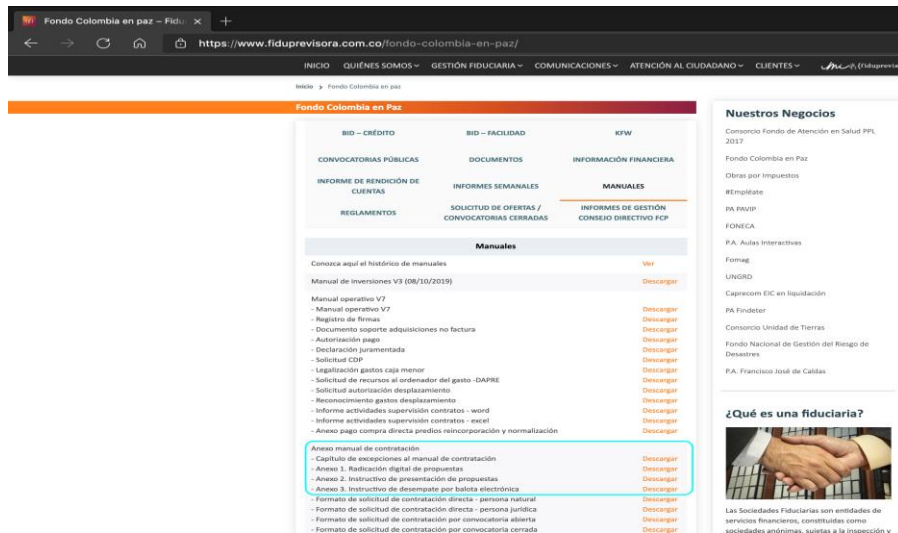 Fondo Colombia en paz – Fidu
https://www.fiduprevisora.com.co/fondo-colombia-en-paz/
INICIO QUIÉNES SOMOS GESTIÓN FIDUCIARIA COMUNICACIONES ATENCIÓN AL CIUDADANO CLIENTES
Inicio > Fondo Colombia en paz
Fondo Colombia en Paz
BID – CRÉDITO BID – FACILIDAD KFW
CONVOCATORIAS PÚBLICAS DOCUMENTOS INFORMACIÓN FINANCIERA
INFORME DE RENDICIÓN DE
CUENTAS
INFORMES SEMANALES MANUALES
REGLAMENTOS
SOLICITUD DE OFERTAS /
CONVOCATORIAS CERRADAS
INFORMES DE GESTIÓN
CONSEJO DIRECTIVO FCP
Manuales
Conozca aquí el histórico de manuales Ver
Manual de inversiones V3 (08/10/2019) Descargar
Manual operativo V7
- Manual operativo V7 Descargar
- Registro de firmas Descargar
- Documento soporte adquisiciones no factura Descargar
- Autorización pago Descargar
- Declaración juramentada Descargar
- Solicitud CDP Descargar
- Legalización gastos caja menor Descargar
- Solicitud de recursos al ordenador del gasto -DAPRE Descargar
- Solicitud autorización desplazamiento Descargar
- Reconocimiento gastos desplazamiento Descargar
- Informe actividades supervisión contratos - word Descargar
- Informe actividades supervisión contratos - excel Descargar
- Anexo pago compra directa predios reincorporación y normalización Descargar
Anexo manual de contratación
- Capítulo de excepciones al manual de contratación Descargar
- Anexo 1. Radicación digital de propuestas Descargar
- Anexo 2. Instructivo de presentación de propuestas Descargar
- Anexo 3. Instructivo de desempate por balota electrónica Descargar
- Formato de solicitud de contratación directa - persona natural Descargar
- Formato de solicitud de contratación directa - persona jurídica Descargar
- Formato de solicitud de contratación por convocatoria abierta Descargar
- Formato de solicitud de contratación por convocatoria cerrada Descargar
Nuestros Negocios
Consorcio Fondo de Atención en Salud PPL
2017
Fondo Colombia en Paz
Obras por Impuestos
#Empléate
PA PAVIP
FONECA
P.A. Aulas Interactivas
Fomag
UNGRD
Caprecom EIC en liquidación
PA Findeter
Consorcio Unidad de Tierras
Fondo Nacional de Gestión del Riesgo de
Desastres
P.A. Francisco José de Caldas
¿Qué es una fiduciaria?
Las Sociedades Fiduciarias son entidades de
servicios financieros, constituidas como
sociedades anónimas, sujetas a la inspección y